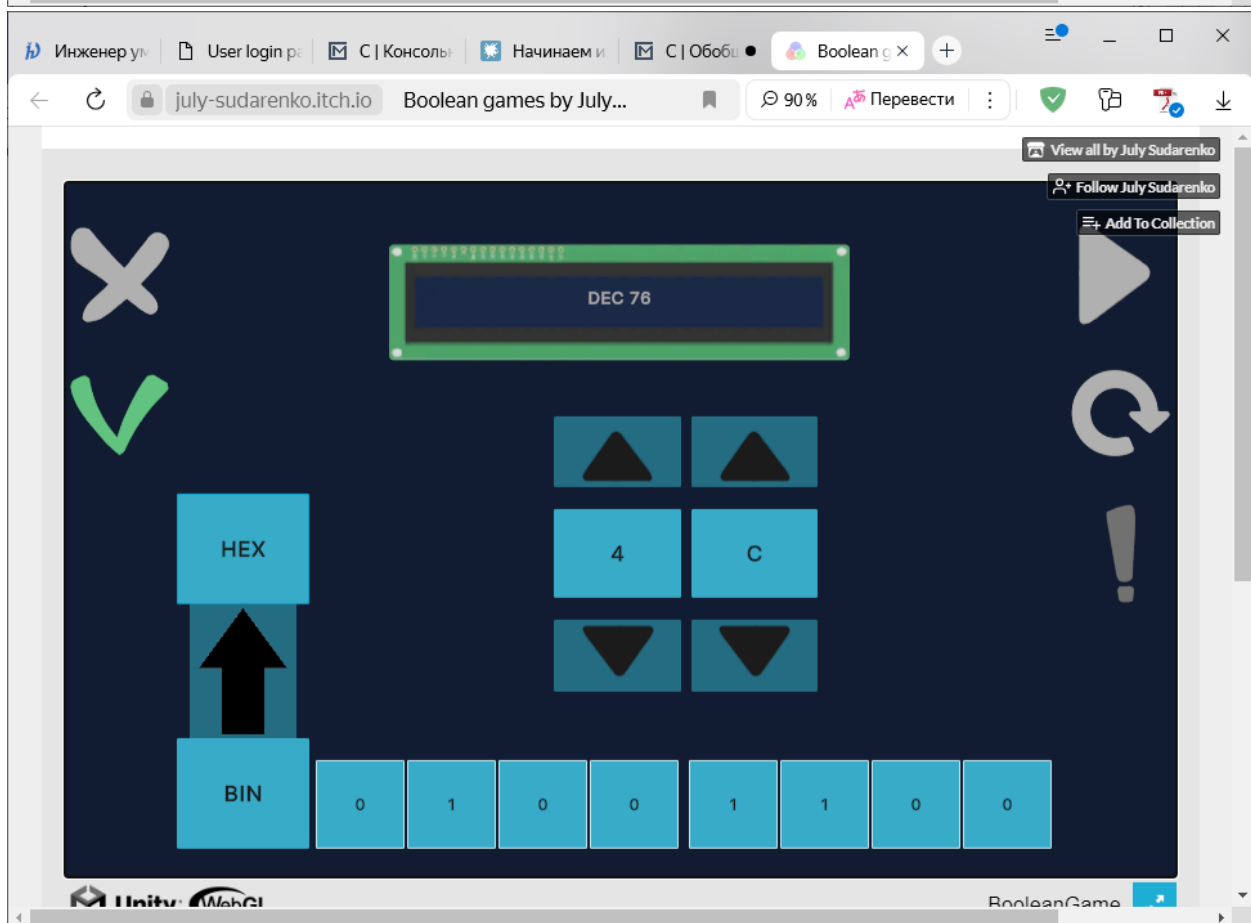 Инженер ум
User login pa
C | Консольн
Начинаем и
C | Обобщ
Boolean g
july-sudarenko.itch.io
Boolean games by July...
90 %
Перевести
View all by July Sudarenko
Follow July Sudarenko
Add To Collection
DEC 76
HEX
4
C
BIN
0 1 0 0 1 1 0 0
Unity WebGL
BooleanGame